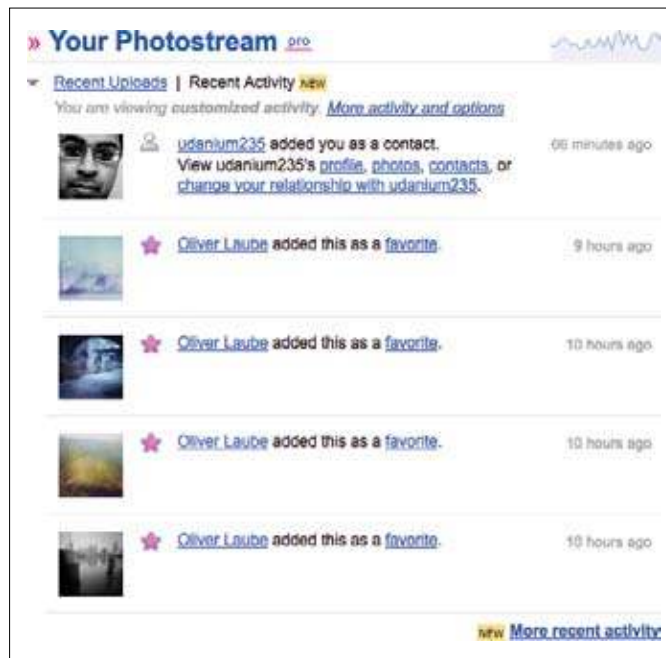 » Your Photostream pro
Recent Uploads | Recent Activity NEW
You are viewing customized activity. More activity and options
udanium235 added you as a contact. 06 minutes ago
View udanium235's profile, photos, contacts, or
change your relationship with udanium235.
Oliver Laube added this as a favorite. 9 hours ago
Oliver Laube added this as a favorite. 10 hours ago
Oliver Laube added this as a favorite. 10 hours ago
Oliver Laube added this as a favorite. 10 hours ago
NEW More recent activity